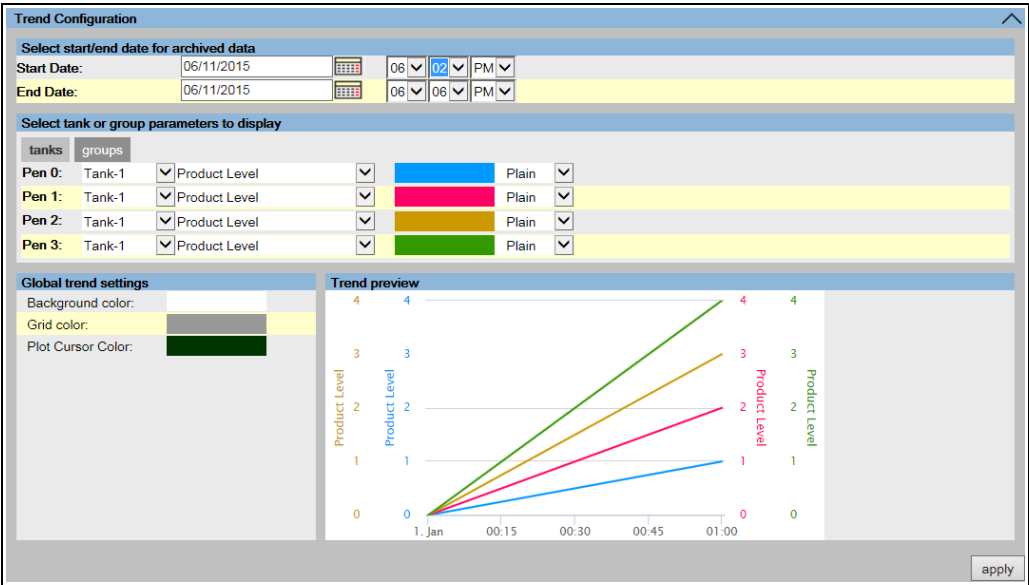 Trend Configuration
Select start/end date for archived data
Start Date: 06/11/2015 06 02 PM
End Date: 06/11/2015 06 06 PM
Select tank or group parameters to display
tanks groups
Pen 0: Tank-1 Product Level Plain
Pen 1: Tank-1 Product Level Plain
Pen 2: Tank-1 Product Level Plain
Pen 3: Tank-1 Product Level Plain
Global trend settings
Background color:
Grid color:
Plot Cursor Color:
Trend preview
4 4 4 4
3 3 3 3
Product Level Product Level Product Level Product Level
2 2 2 2
1 1 1 1
0 0 0 0
1. Jan 00:15 00:30 00:45 01:00
apply